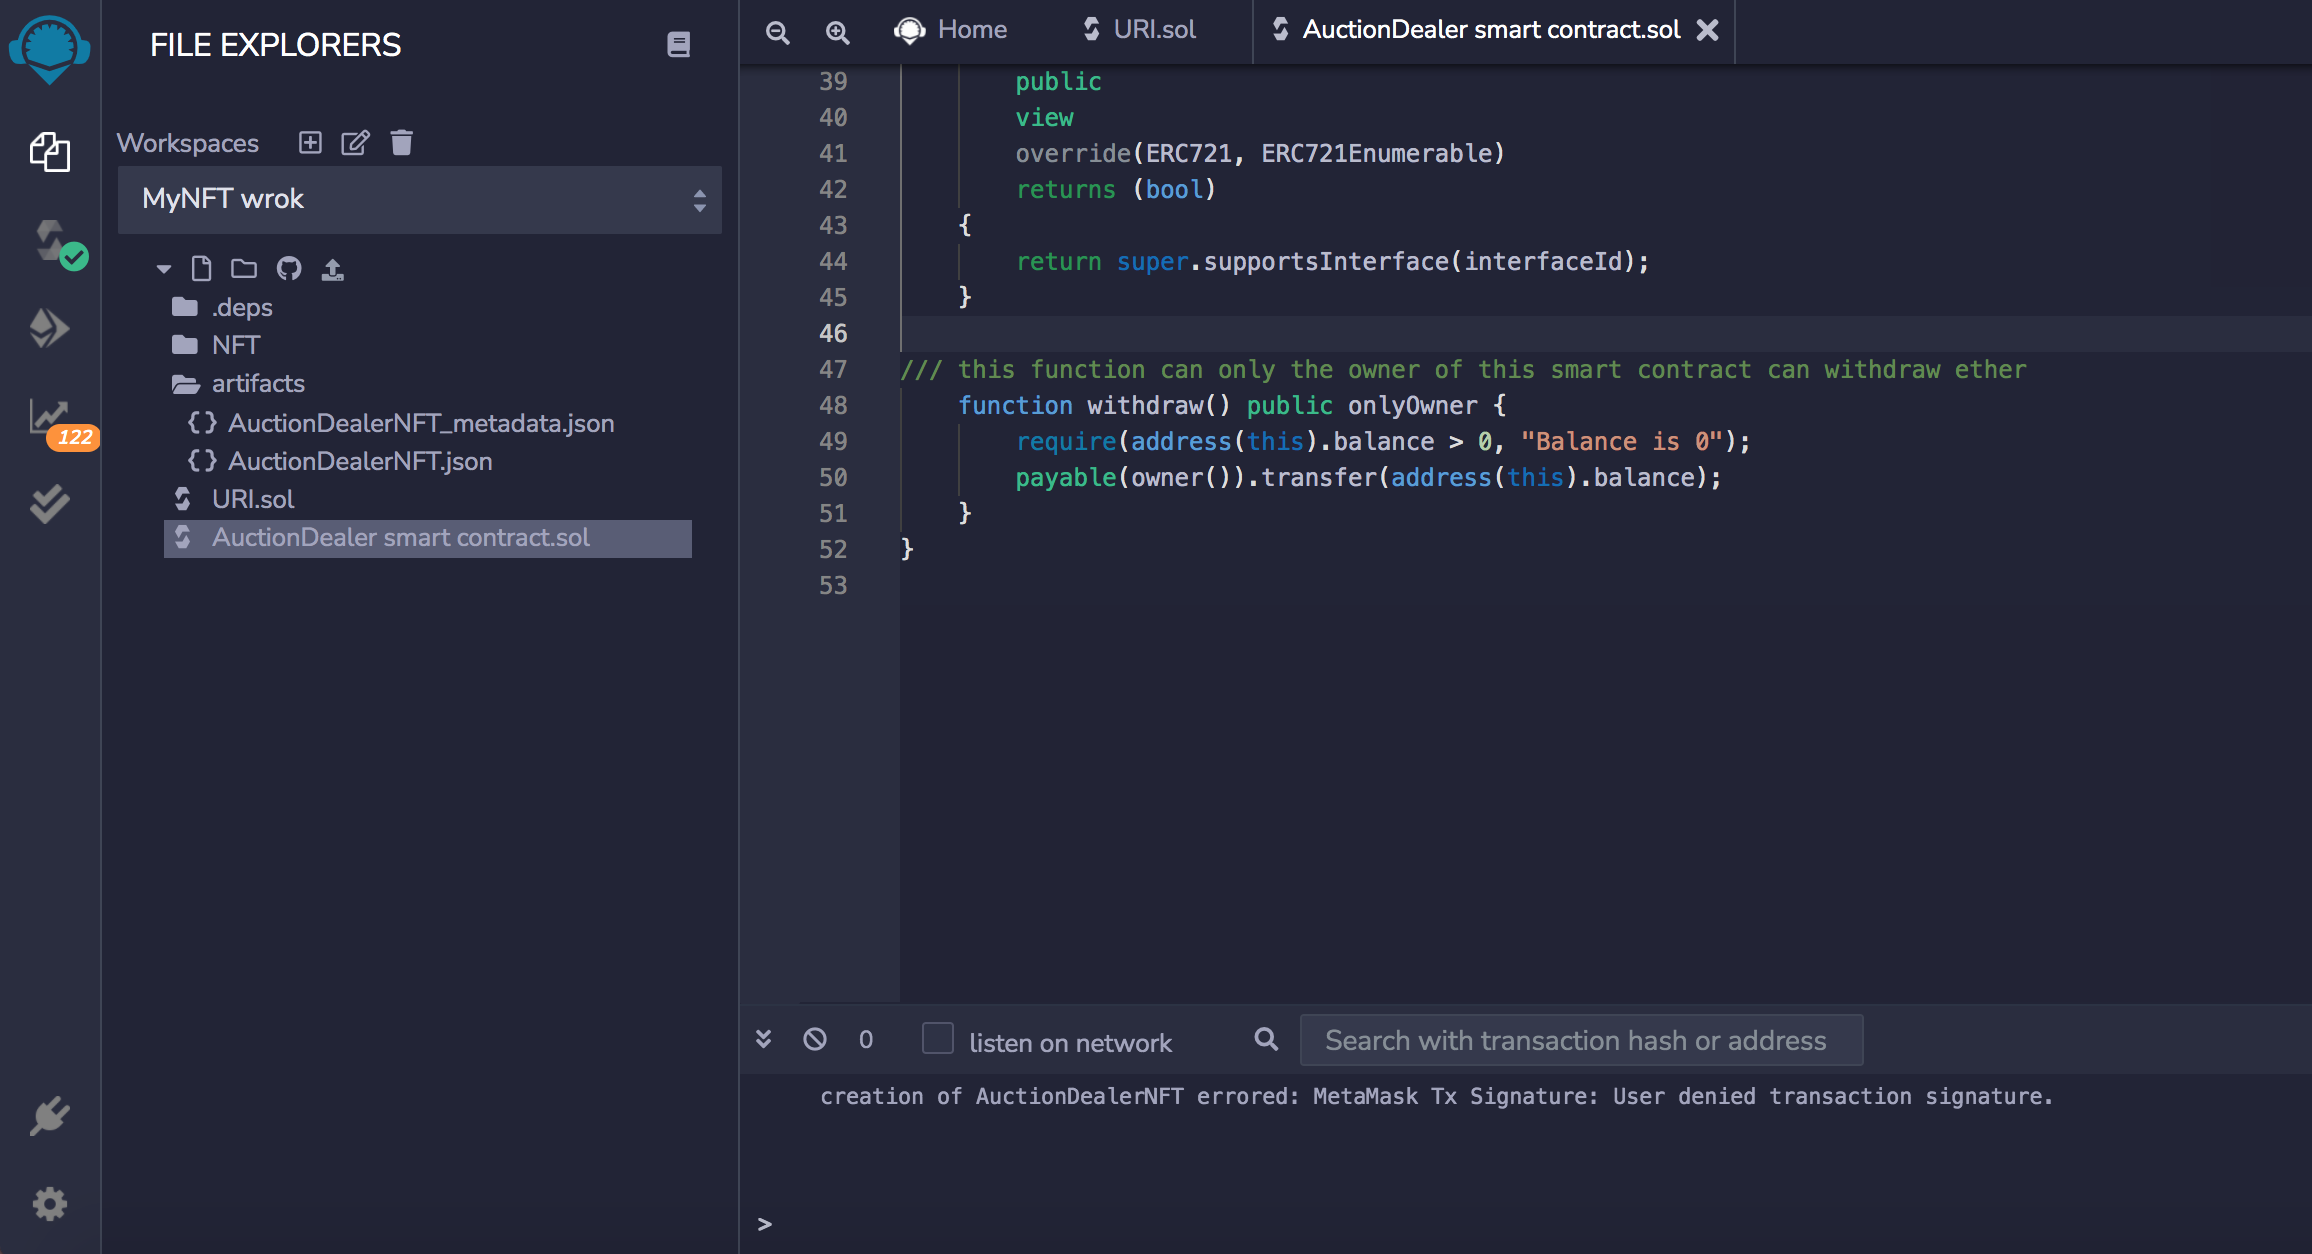 FILE EXPLORERS
Workspaces
MyNFT wrok
.deps
NFT
artifacts
{} AuctionDealerNFT_metadata.json
{} AuctionDealerNFT.json
URI.sol
AuctionDealer smart contract.sol
122
Home
URI.sol
AuctionDealer smart contract.sol
39 public
40 view
41 override(ERC721, ERC721Enumerable)
42 returns (bool)
43 {
44 return super.supportsInterface(interfaceId);
45 }
46
47 /// this function can only the owner of this smart contract can withdraw ether
48 function withdraw() public onlyOwner {
49 require(address(this).balance > 0, "Balance is 0");
50 payable(owner()).transfer(address(this).balance);
51 }
52 }
53
0 listen on network Search with transaction hash or address
creation of AuctionDealerNFT errored: MetaMask Tx Signature: User denied transaction signature.
>